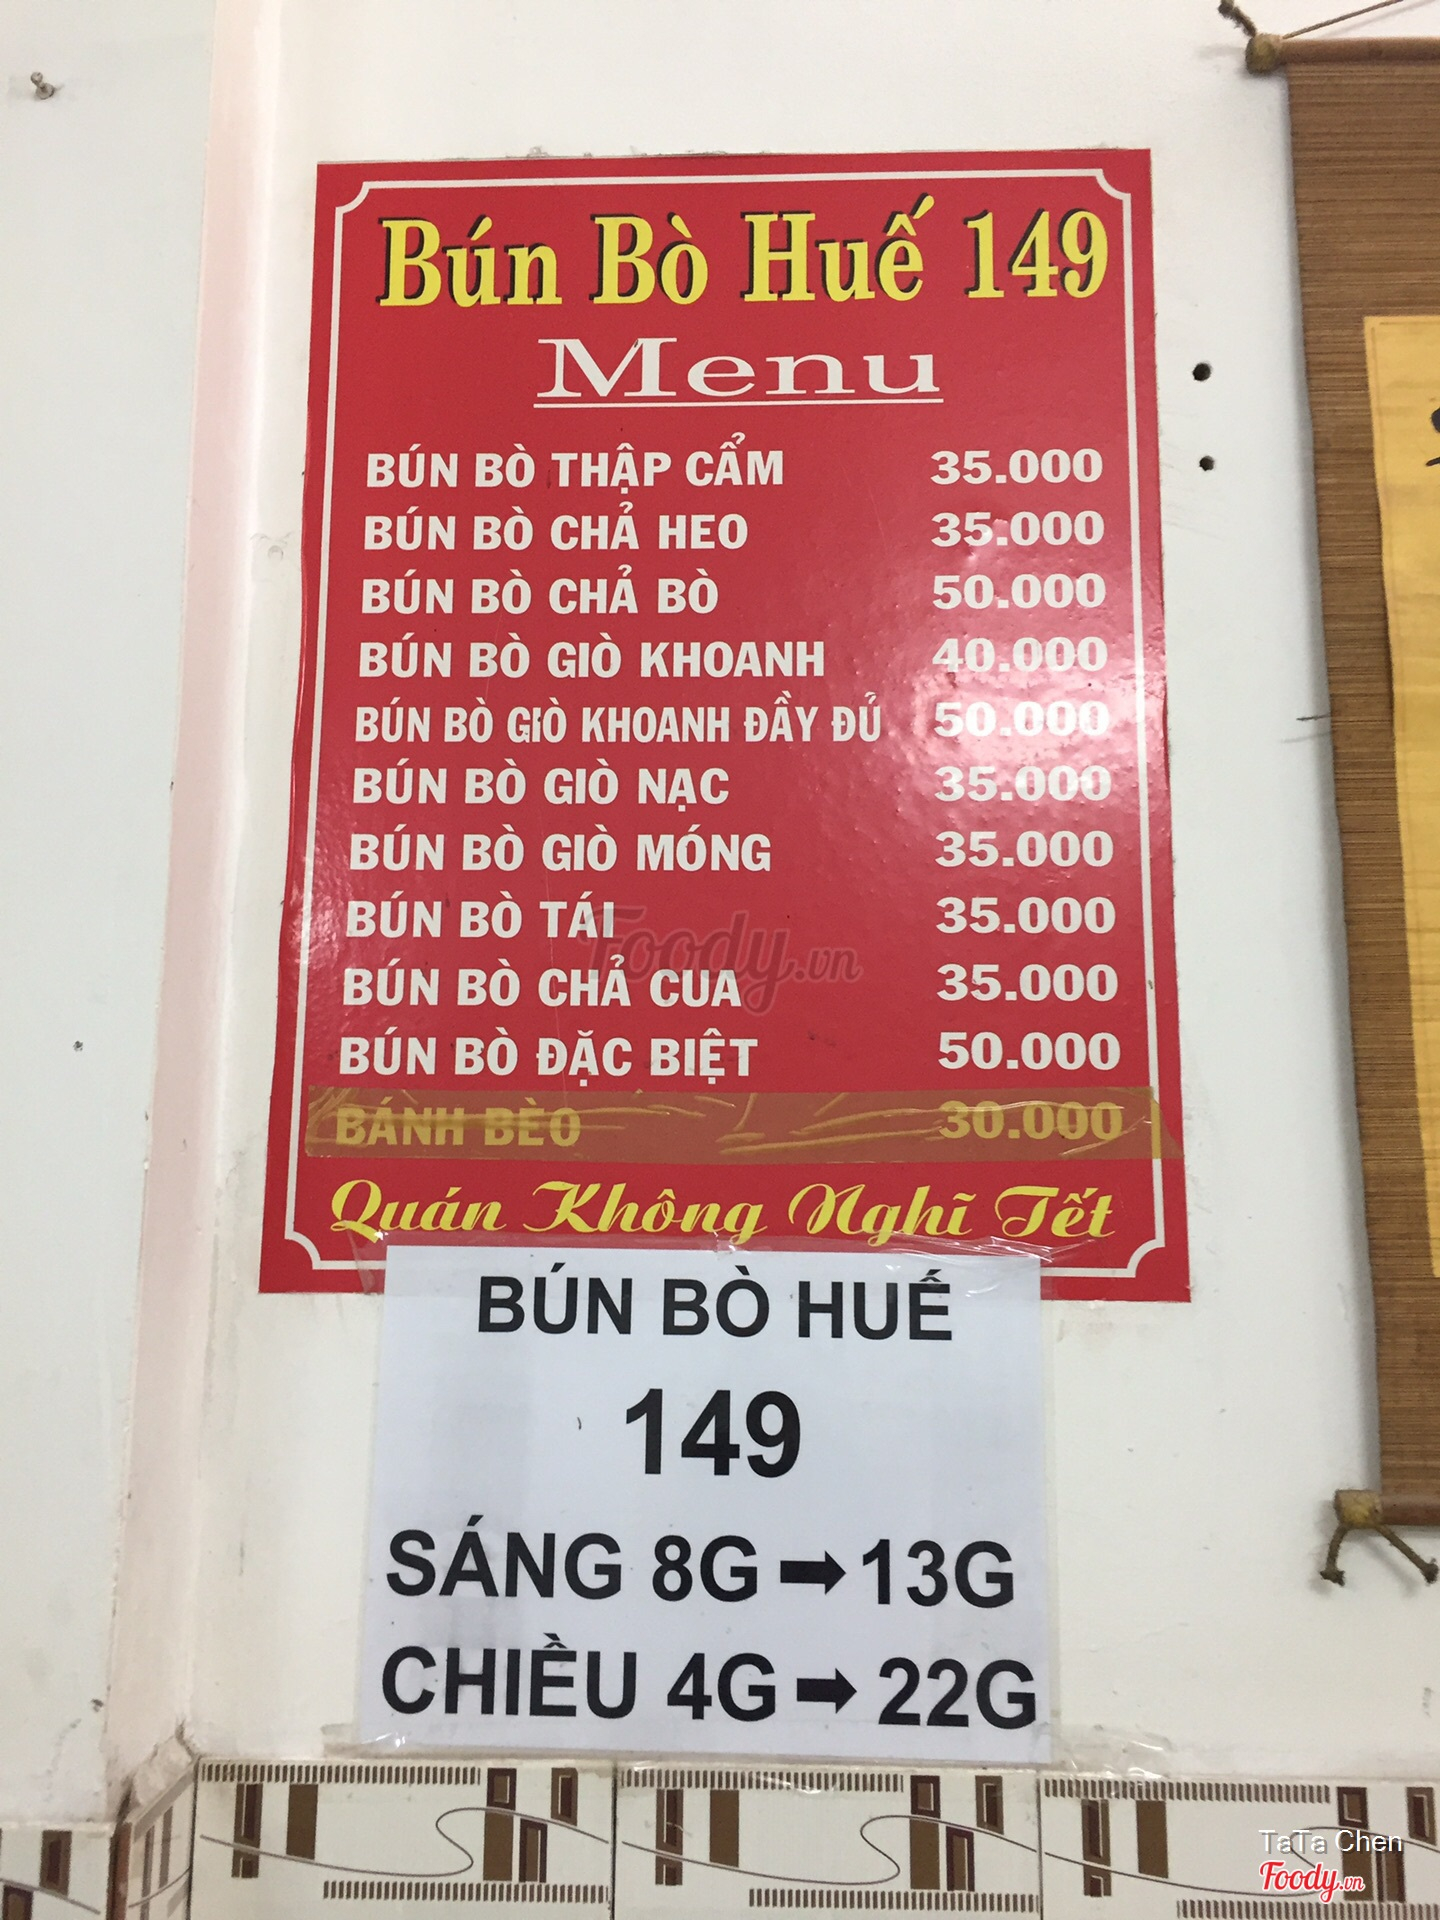 Bún Bò Huế 149
Menu
BÚN BÒ THẬP CẨM 35.000
BÚN BÒ CHẢ HEO 35.000
BÚN BÒ CHẢ BÒ 50.000
BÚN BÒ GIÒ KHOANH 40.000
BÚN BÒ GIÒ KHOANH ĐẦY ĐỦ 50.000
BÚN BÒ GIÒ NẠC 35.000
BÚN BÒ GIÒ MÓNG 35.000
BÚN BÒ TÁI 35.000
BÚN BÒ CHẢ CUA 35.000
BÚN BÒ ĐẶC BIỆT 50.000
BÁNH BÈO 30.000
Quán Không Nghĩ Tết
BÚN BÒ HUẾ
149
SÁNG 8G ➡ 13G
CHIỀU 4G ➡ 22G
Foody.vn
TaTa Chen
Foody.vn